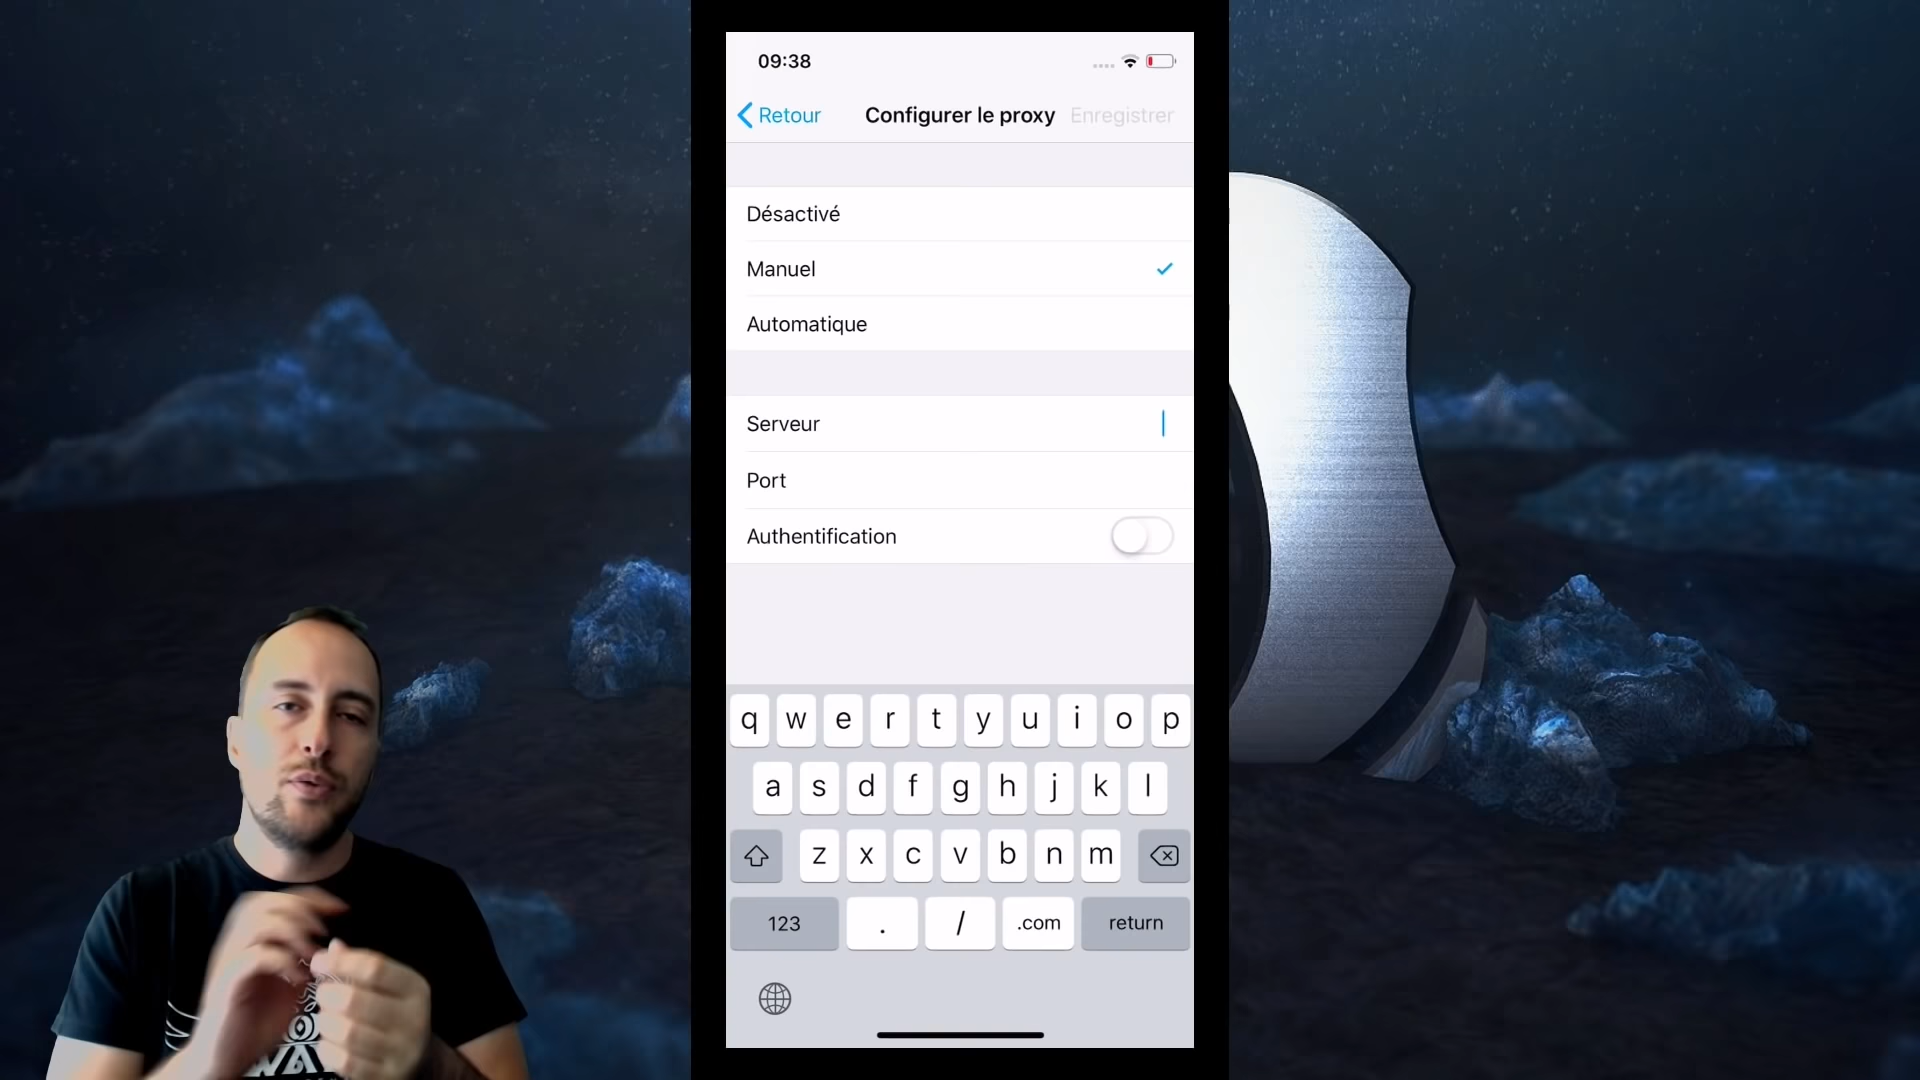 09:38
Retour
Configurer le proxy
Enregistrer
Désactivé
Manuel
Automatique
Serveur
Port
Authentification
q w e r t y u i o p
a s d f g h j k l
z x c v b n m
123 . / .com return